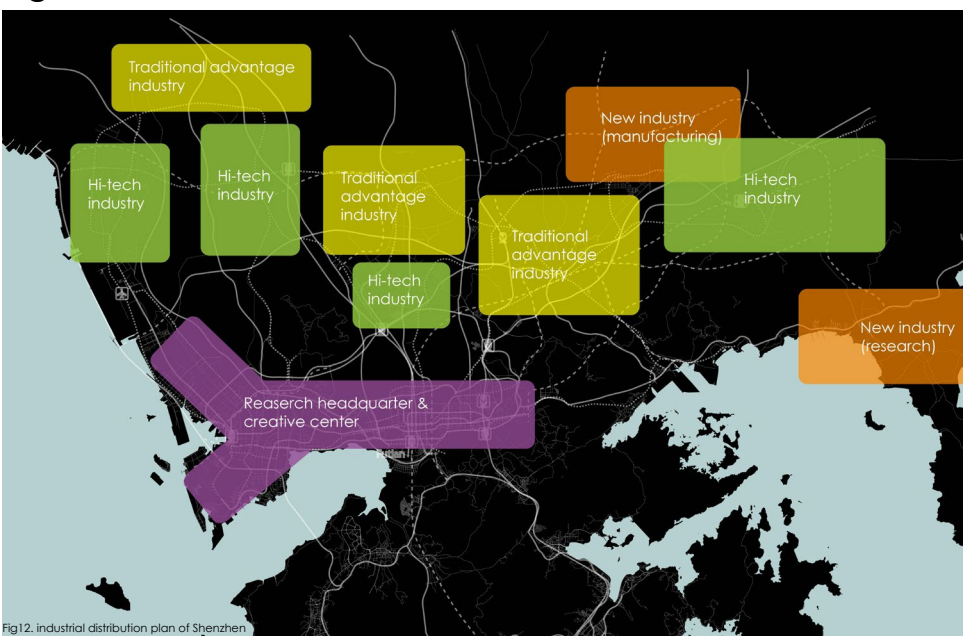 Traditional advantage
industry
New industry
(manufacturing)
Hi-tech
industry
Hi-tech
industry
Traditional
advantage
industry
Hi-tech
industry
Traditional
advantage
industry
Hi-tech
industry
New industry
(research)
Reaserch headquarter &
creative center
Futian
Fig12. industrial distribution plan of Shenzhen